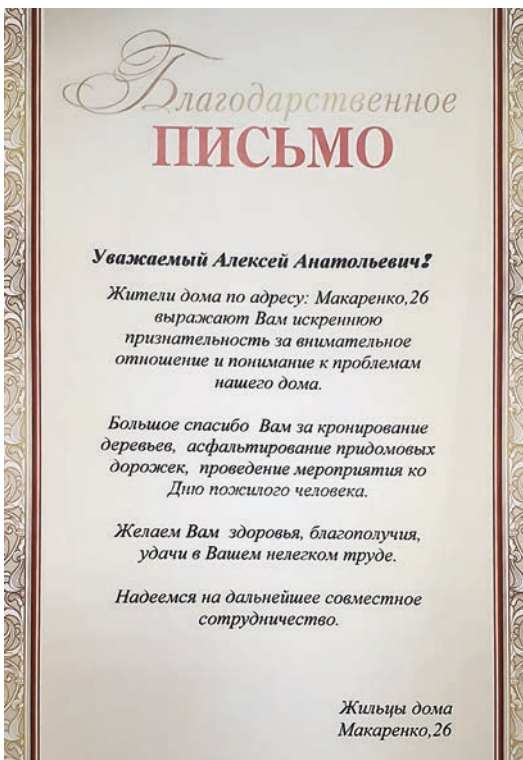 Благодарственное
ПИСЬМО
Уважаемый Алексей Анатольевич!
Жители дома по адресу: Макаренко,26
выражают Вам искреннюю
признательность за внимательное
отношение и понимание к проблемам
нашего дома.
Большое спасибо Вам за кронирование
деревьев, асфальтирование придомовых
дорожек, проведение мероприятия ко
Дню пожилого человека.
Желаем Вам здоровья, благополучия,
удачи в Вашем нелегком труде.
Надеемся на дальнейшее совместное
сотрудничество.
Жильцы дома
Макаренко,26